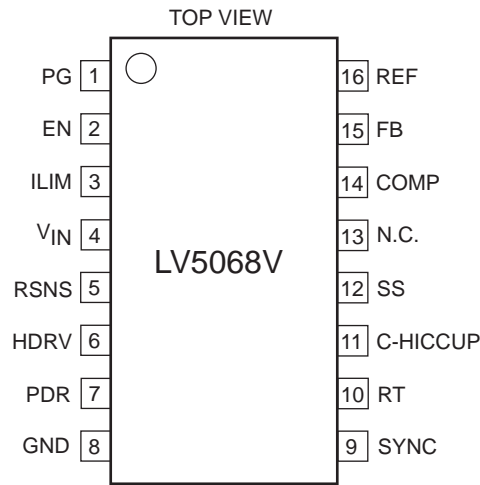 TOP VIEW
PG 1
EN 2
ILIM 3
VIN 4
RSNS 5
HDRV 6
PDR 7
GND 8
LV5068V
16 REF
15 FB
14 COMP
13 N.C.
12 SS
11 C-HICCUP
10 RT
9 SYNC